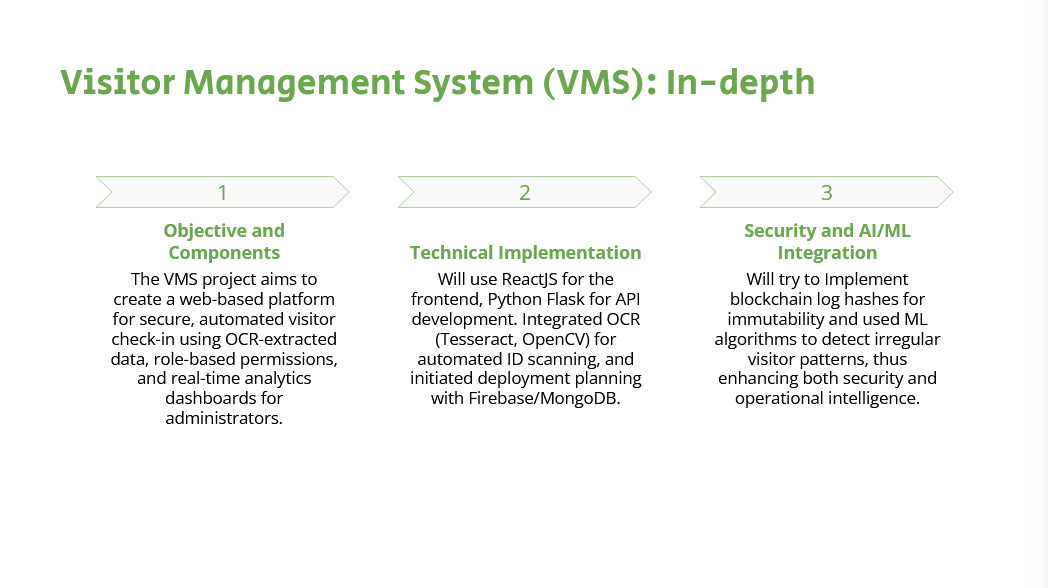 Visitor Management System (VMS): In-depth
1
Objective and
Components
The VMS project aims to
create a web-based platform
for secure, automated visitor
check-in using OCR-extracted
data, role-based permissions,
and real-time analytics
dashboards for
administrators.
2
Technical Implementation
Will use ReactJS for the
frontend, Python Flask for API
development. Integrated OCR
(Tesseract, OpenCV) for
automated ID scanning, and
initiated deployment planning
with Firebase/MongoDB.
3
Security and AI/ML
Integration
Will try to Implement
blockchain log hashes for
immutability and used ML
algorithms to detect irregular
visitor patterns, thus
enhancing both security and
operational intelligence.